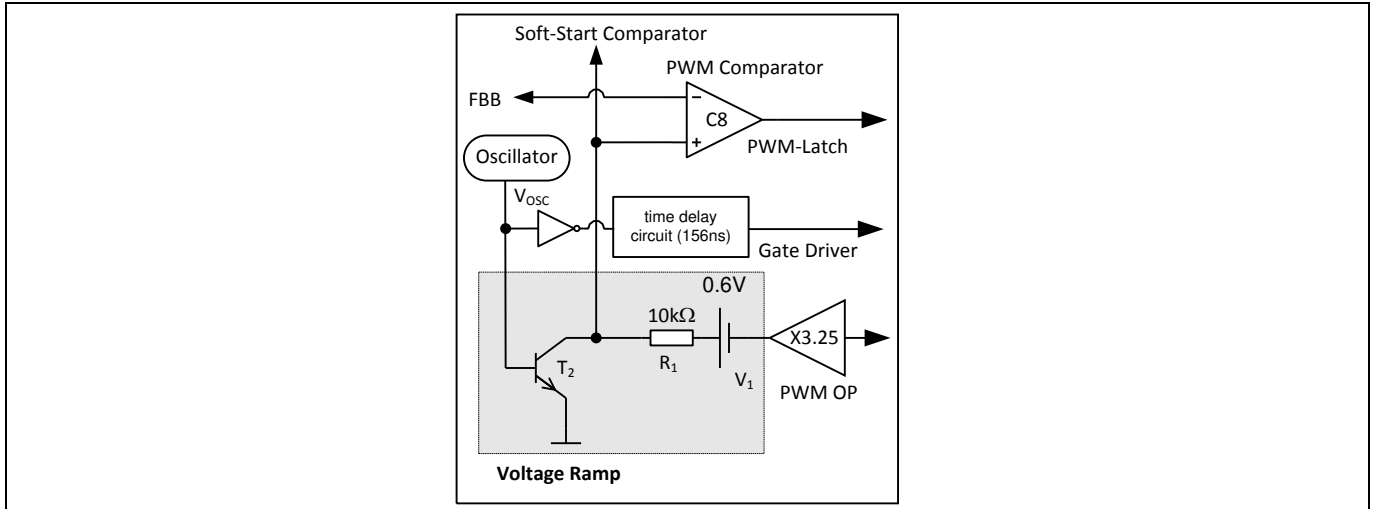 Soft-Start Comparator
PWM Comparator
FBB
−
C8
+
PWM-Latch
Oscillator
VOSC
time delay
circuit (156ns)
Gate Driver
0.6V
10kΩ
X3.25
T2
R1
V1
PWM OP
Voltage Ramp